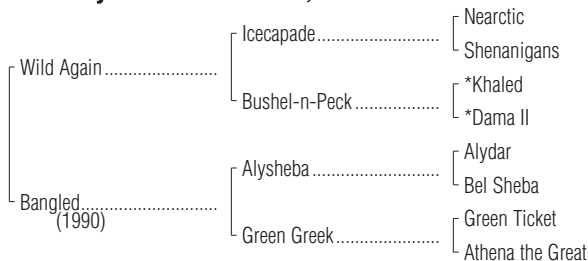 Nearctic
Icecapade
Shenanigans
Wild Again
*Khaled
Bushel-n-Peck
*Dama II
Alydar
Alysheba
Bel Sheba
Bangled
(1990)
Green Ticket
Green Greek
Athena the Great